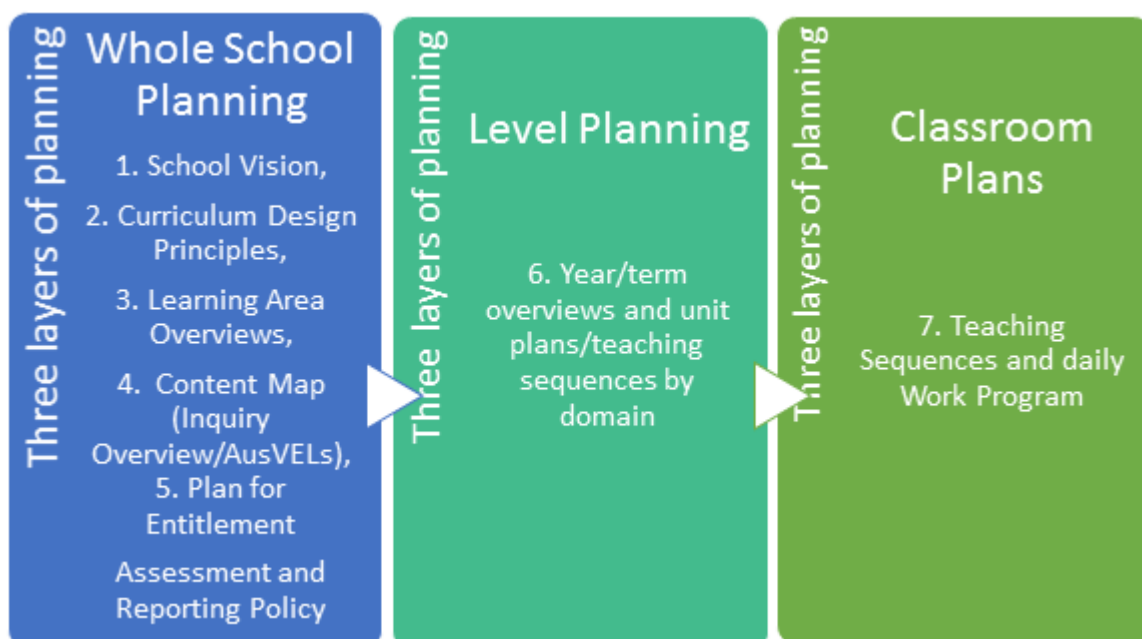 Three layers of planning
Whole School
Planning
1. School Vision,
2. Curriculum Design
Principles,
3. Learning Area
Overviews,
4. Content Map
(Inquiry
Overview/AusVELs),
5. Plan for
Entitlement
Assessment and
Reporting Policy
Three layers of planning
Level Planning
6. Year/term
overviews and unit
plans/teaching
sequences by
domain
Three layers of planning
Classroom
Plans
7. Teaching
Sequences and daily
Work Program